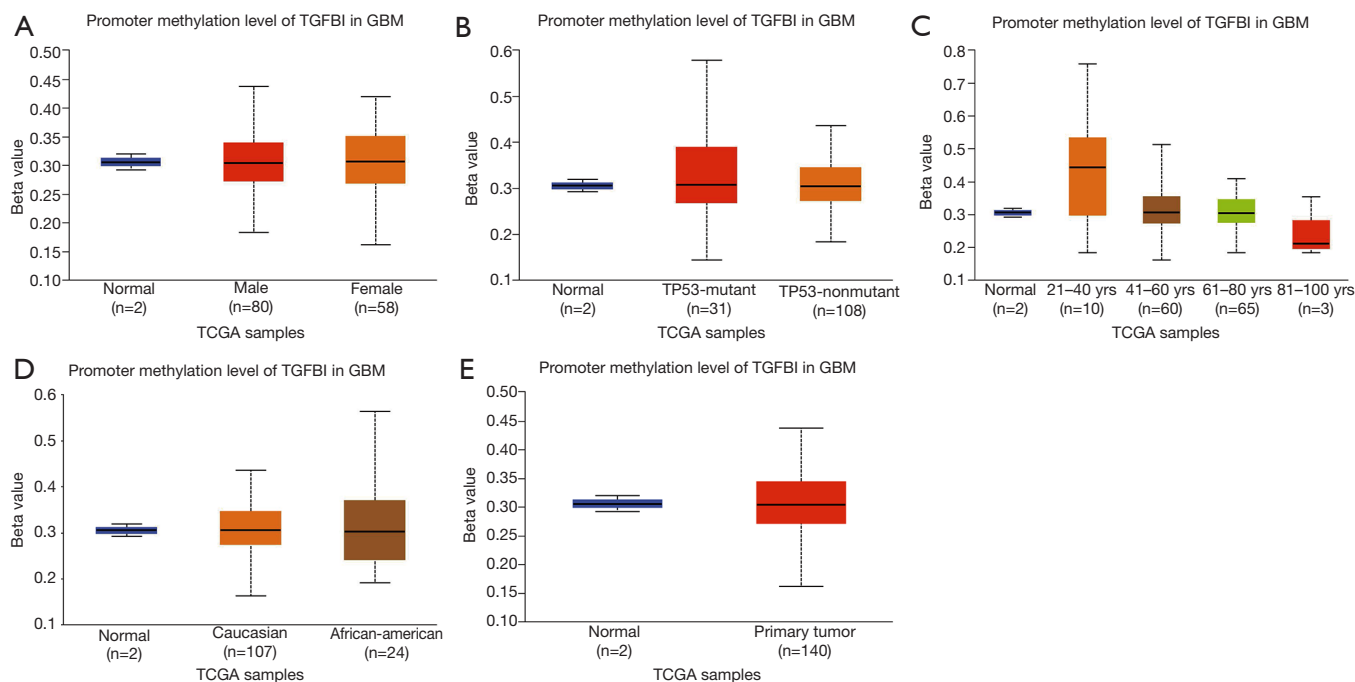 A
Promoter methylation level of TGFBI in GBM
0.50
0.45
0.40
0.35
0.30
0.25
0.20
0.15
0.10
Beta value
Normal
(n=2)
Male
(n=80)
Female
(n=58)
TCGA samples
B
Promoter methylation level of TGFBI in GBM
0.6
0.5
0.4
0.3
0.2
0.1
Beta value
Normal
(n=2)
TP53-mutant
(n=31)
TP53-nonmutant
(n=108)
TCGA samples
C
Promoter methylation level of TGFBI in GBM
0.8
0.7
0.6
0.5
0.4
0.3
0.2
0.1
Beta value
Normal
(n=2)
21–40 yrs
(n=10)
41–60 yrs
(n=60)
61–80 yrs
(n=65)
81–100 yrs
(n=3)
TCGA samples
D
Promoter methylation level of TGFBI in GBM
0.6
0.5
0.4
0.3
0.2
0.1
Beta value
Normal
(n=2)
Caucasian
(n=107)
African-american
(n=24)
TCGA samples
E
Promoter methylation level of TGFBI in GBM
0.50
0.45
0.40
0.35
0.30
0.25
0.20
0.15
0.10
Beta value
Normal
(n=2)
Primary tumor
(n=140)
TCGA samples